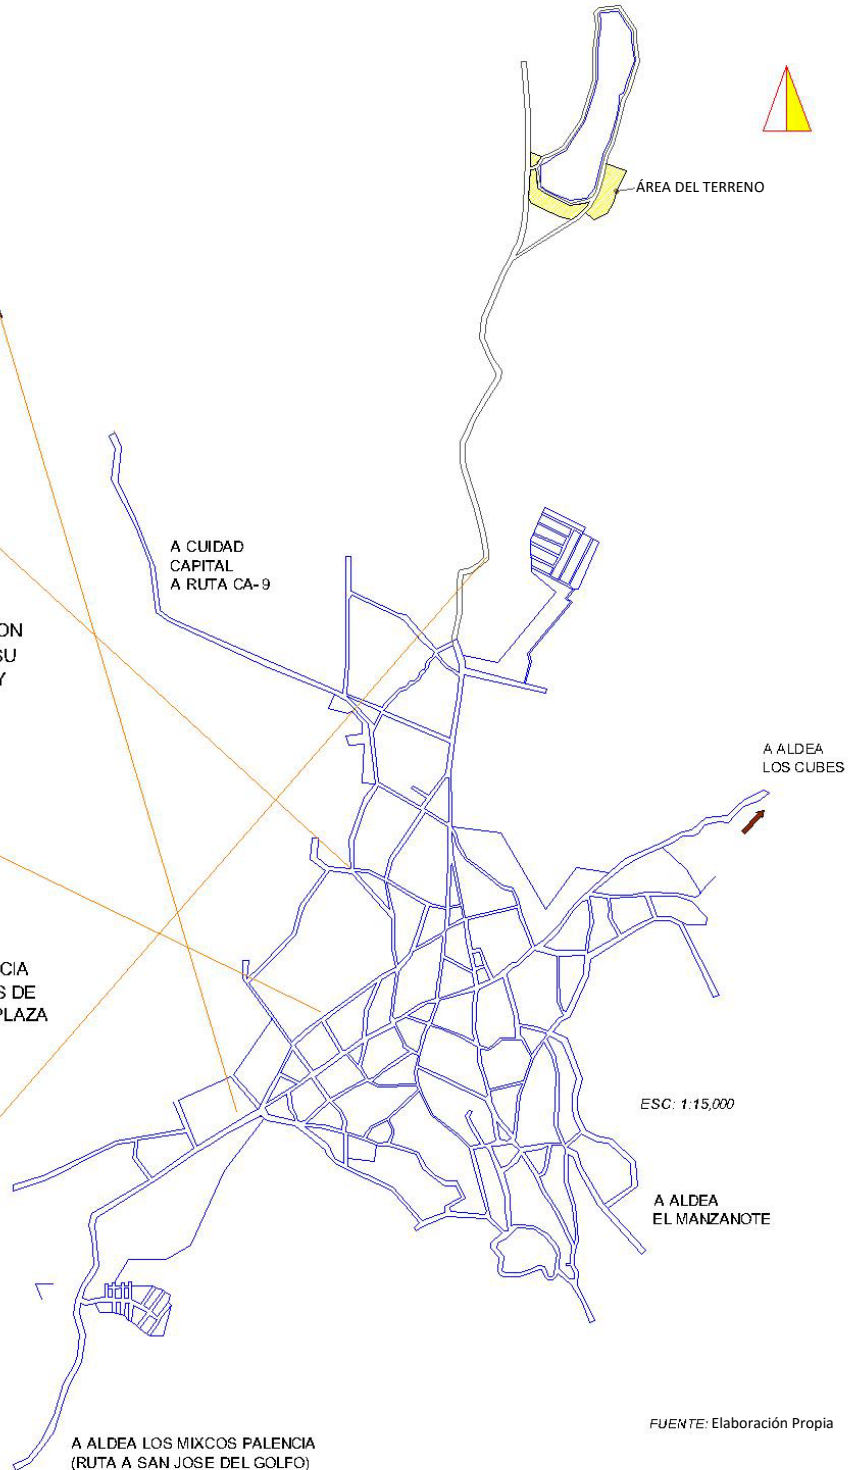 ÁREA DEL TERRENO
A CUIDAD
CAPITAL
A RUTA CA-9
ON
SU
Y
A ALDEA
LOS CUBES
CIA
S DE
PLAZA
ESC: 1:15,000
A ALDEA
EL MANZANOTE
FUENTE: Elaboración Propia
A ALDEA LOS MIXCOS PALENCIA
(RUTA A SAN JOSE DEL GOLFO)